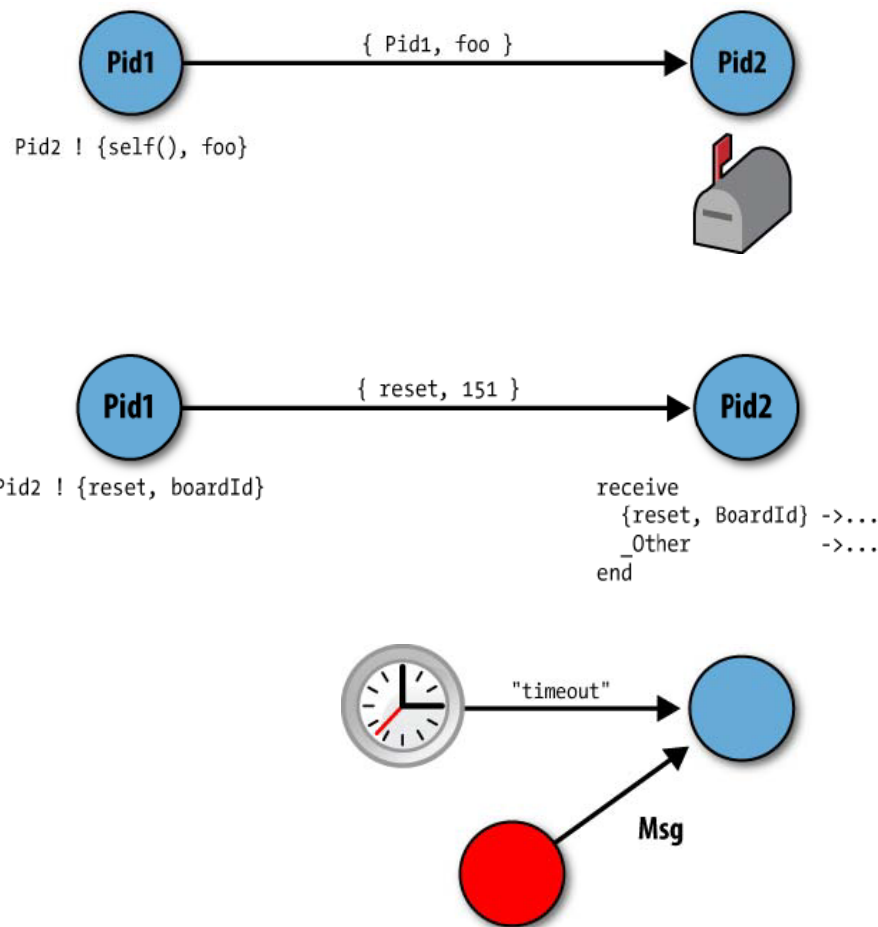 { Pid1, foo }
Pid1
Pid2
Pid2 ! {self(), foo}
{ reset, 151 }
Pid1
Pid2
Pid2 ! {reset, boardId}
receive
{reset, BoardId} ->...
_Other ->...
end
"timeout"
Msg